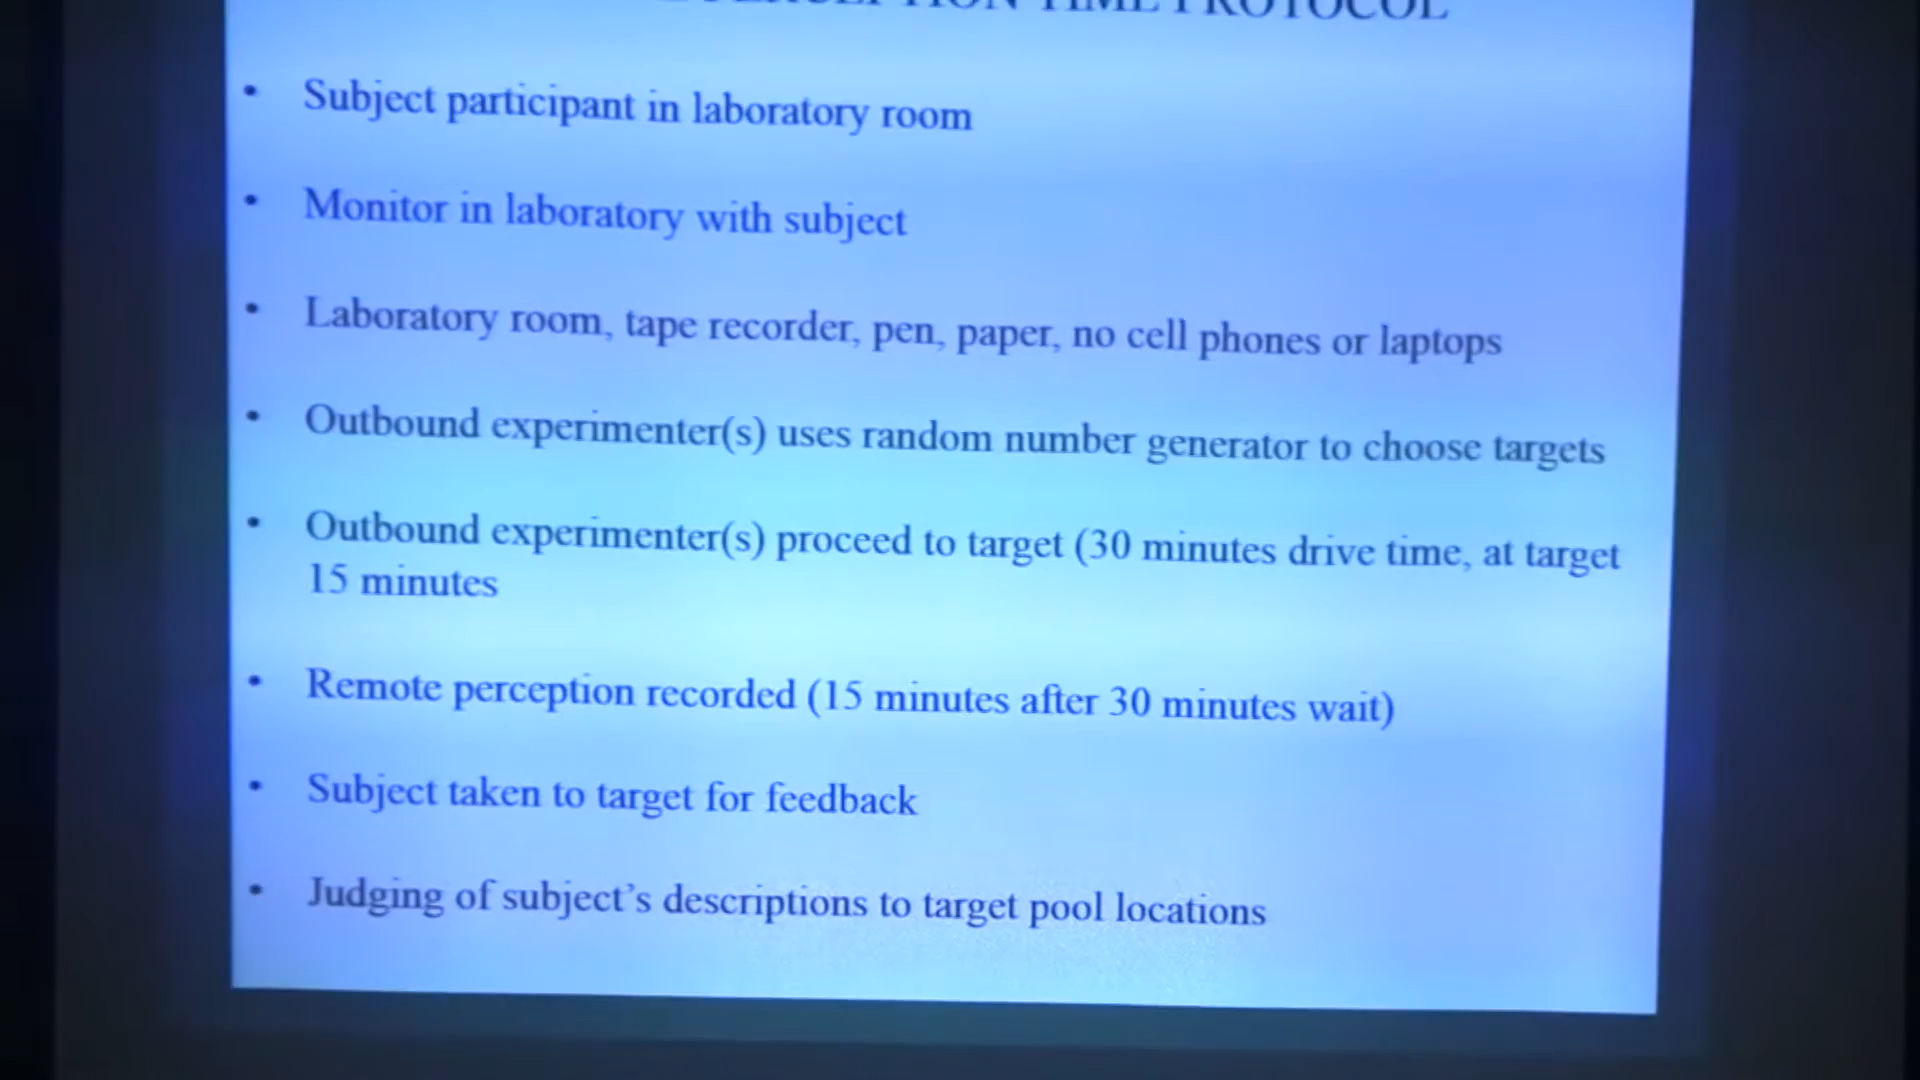 TIME PROTOCOL
• Subject participant in laboratory room
• Monitor in laboratory with subject
• Laboratory room, tape recorder, pen, paper, no cell phones or laptops
• Outbound experimenter(s) uses random number generator to choose targets
• Outbound experimenter(s) proceed to target (30 minutes drive time, at target
15 minutes
• Remote perception recorded (15 minutes after 30 minutes wait)
• Subject taken to target for feedback
• Judging of subject’s descriptions to target pool locations